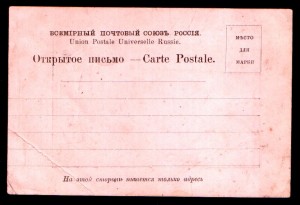 ВСЕМІРНЫЙ ПОЧТОВЫЙ СОЮЗЪ РОССІЯ.
Union Postale Universelle Russie.
Открытое письмо — Carte Postale.
МѢСТО
ДЛЯ
МАРКИ
На этой сторонѣ пишется только адресъ